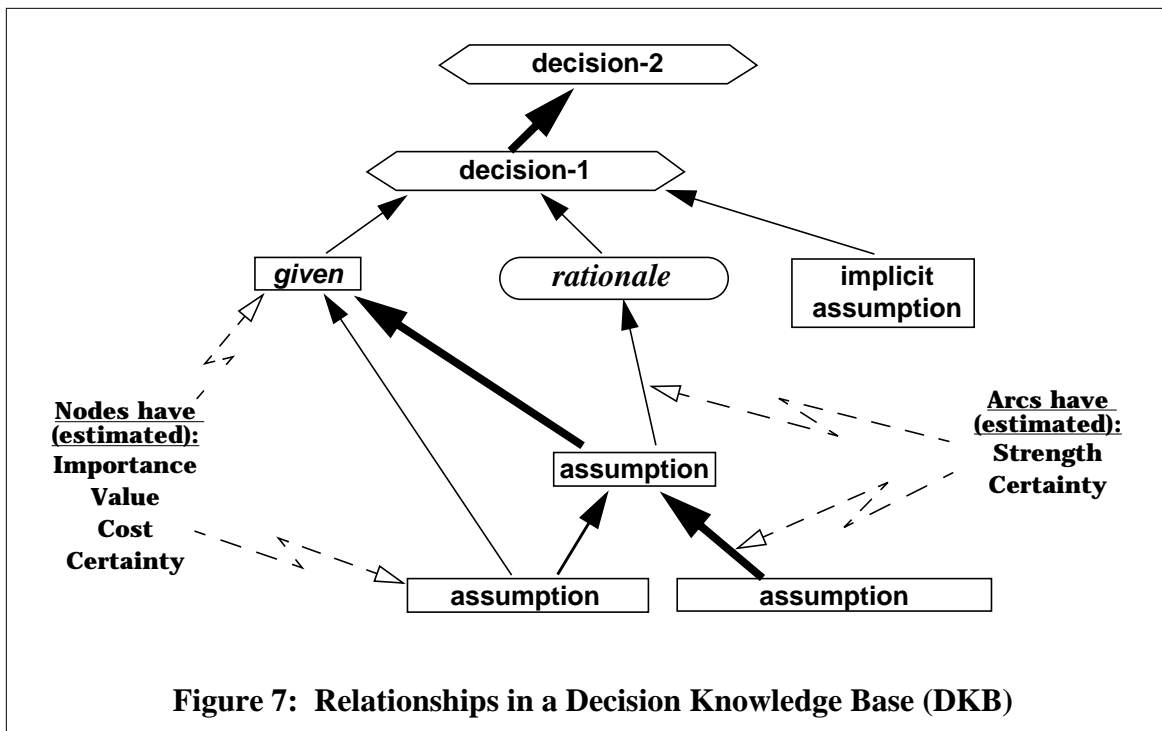 decision-2
decision-1
given
rationale
implicit
assumption
Nodes have
(estimated):
Importance
Value
Cost
Certainty
Arcs have
(estimated):
Strength
Certainty
assumption
assumption
assumption
Figure 7: Relationships in a Decision Knowledge Base (DKB)